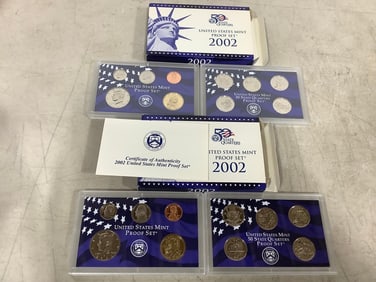 50
STATE
QUARTERS
UNITED STATES MINT
PROOF SET
2002
2002
UNITED STATES MINT
PROOF SET
UNITED STATES MINT
50 STATE QUARTERS
PROOF SET
Certificate of Authenticity
2002 United States Mint Proof Set
50
STATE
QUARTERS
UNITED STATES MINT
PROOF SET
2002
2002
UNITED STATES MINT
PROOF SET
UNITED STATES MINT
50 STATE QUARTERS
PROOF SET